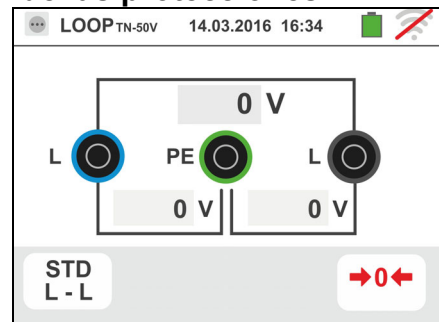 LOOP TN-50V 14.03.2016 16:34
0 V
L PE L
0 V 0 V
STD
L - L
➔0←